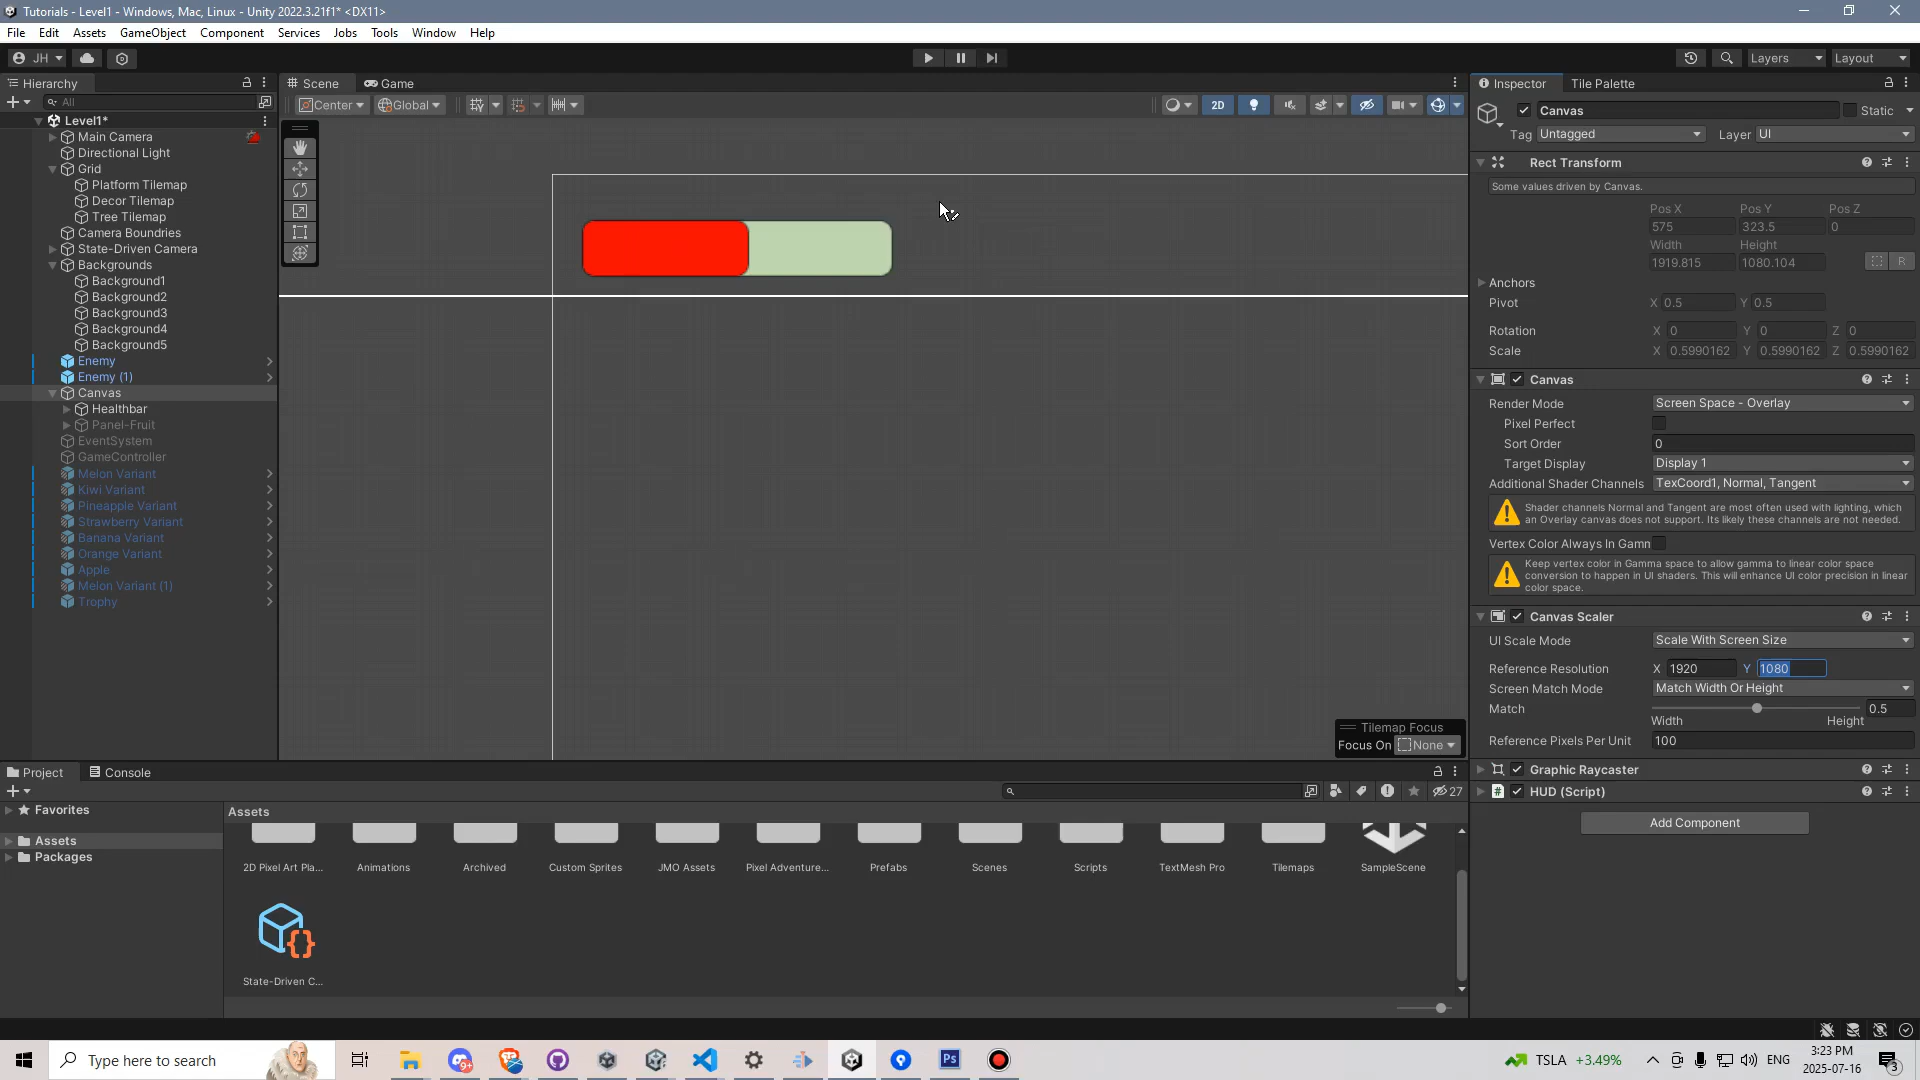 Tutorials - Level1 - Windows, Mac, Linux - Unity 2022.3.21f1* <DX11>
File Edit Assets GameObject Component Services Jobs Tools Window Help
JH Layers Layout
Hierarchy
All
Level1*
Main Camera
Directional Light
Grid
Platform Tilemap
Decor Tilemap
Tree Tilemap
Camera Boundries
State-Driven Camera
Backgrounds
Background1
Background2
Background3
Background4
Background5
Enemy
Enemy (1)
Canvas
Healthbar
Panel-Fruit
EventSystem
GameController
Melon Variant
Kiwi Variant
Pineapple Variant
Strawberry Variant
Banana Variant
Orange Variant
Apple
Melon Variant (1)
Trophy
Scene Game
Center Global 2D
Tilemap Focus
Focus On None
Inspector Tile Palette
Canvas Static
Tag Untagged Layer UI
Rect Transform
Some values driven by Canvas.
Pos X Pos Y Pos Z
575 323.5 0
Width Height
1919.815 1080.104 R
Anchors
Pivot X 0.5 Y 0.5
Rotation X 0 Y 0 Z 0
Scale X 0.5990162 Y 0.5990162 Z 0.5990162
Canvas
Render Mode Screen Space - Overlay
Pixel Perfect
Sort Order 0
Target Display Display 1
Additional Shader Channels TexCoord1, Normal, Tangent
Shader channels Normal and Tangent are most often used with lighting, which
an Overlay canvas does not support. Its likely these channels are not needed.
Vertex Color Always In Gamn
Keep vertex color in Gamma space to allow gamma to linear color space
conversion to happen in UI shaders. This will enhance UI color precision in linear
color space.
Canvas Scaler
UI Scale Mode Scale With Screen Size
Reference Resolution X 1920 Y 1080
Screen Match Mode Match Width Or Height
Match 0.5
Width Height
Reference Pixels Per Unit 100
Graphic Raycaster
# HUD (Script)
Add Component
Project Console
27
Favorites
Assets
Packages
Assets
2D Pixel Art Pla... Animations Archived Custom Sprites JMO Assets Pixel Adventure... Prefabs Scenes Scripts TextMesh Pro Tilemaps SampleScene
State-Driven C...
Type here to search
9+
Ps
TSLA +3.49%
ENG
3:23 PM
2025-07-16
3